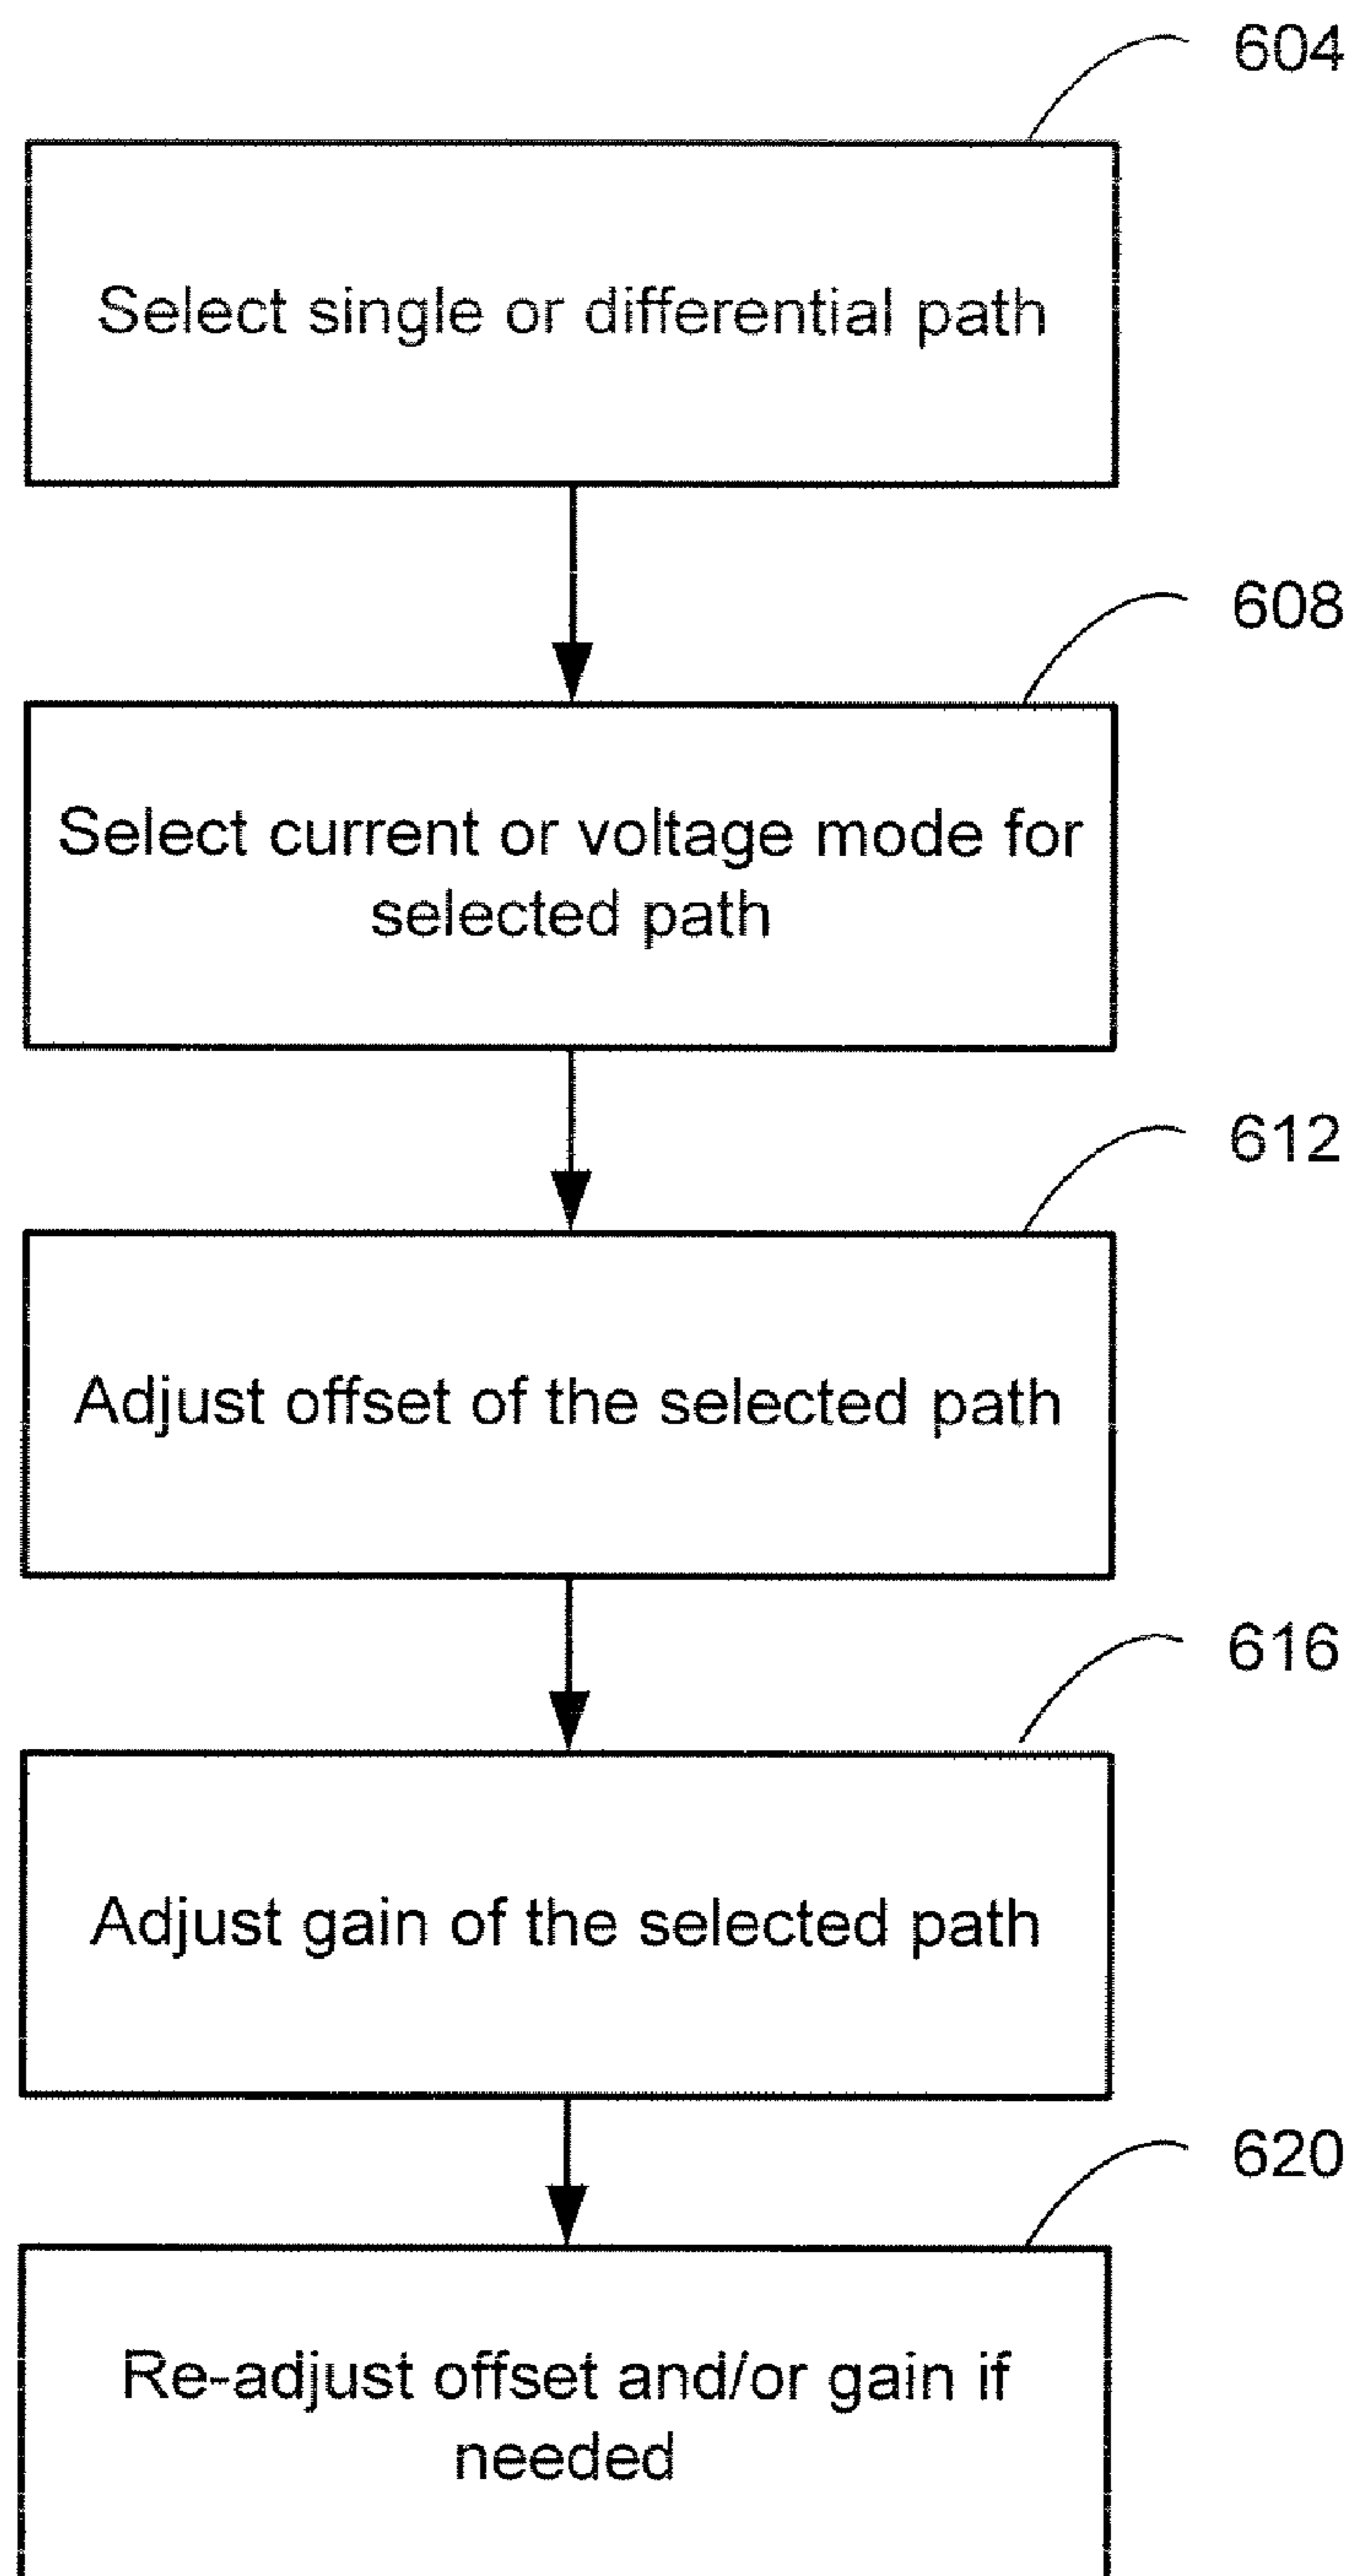 604
Select single or differential path
608
Select current or voltage mode for
selected path
612
Adjust offset of the selected path
616
Adjust gain of the selected path
620
Re-adjust offset and/or gain if
needed